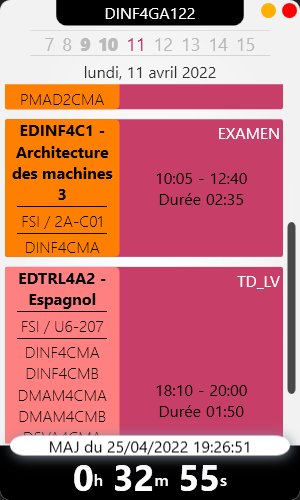 DINF4GA122
7 8 9 10 11 12 13 14 15
lundi, 11 avril 2022
PMAD2CMA
EDINF4C1 -
Architecture
des machines
3
FSI / 2A-C01
DINF4CMA
EXAMEN
10:05 - 12:40
Durée 02:35
EDTRL4A2 -
Espagnol
FSI / U6-207
DINF4CMA
DINF4CMB
DMAM4CMA
DMAM4CMB
TD_LV
18:10 - 20:00
Durée 01:50
MAJ du 25/04/2022 19:26:51
0h 32m 55s